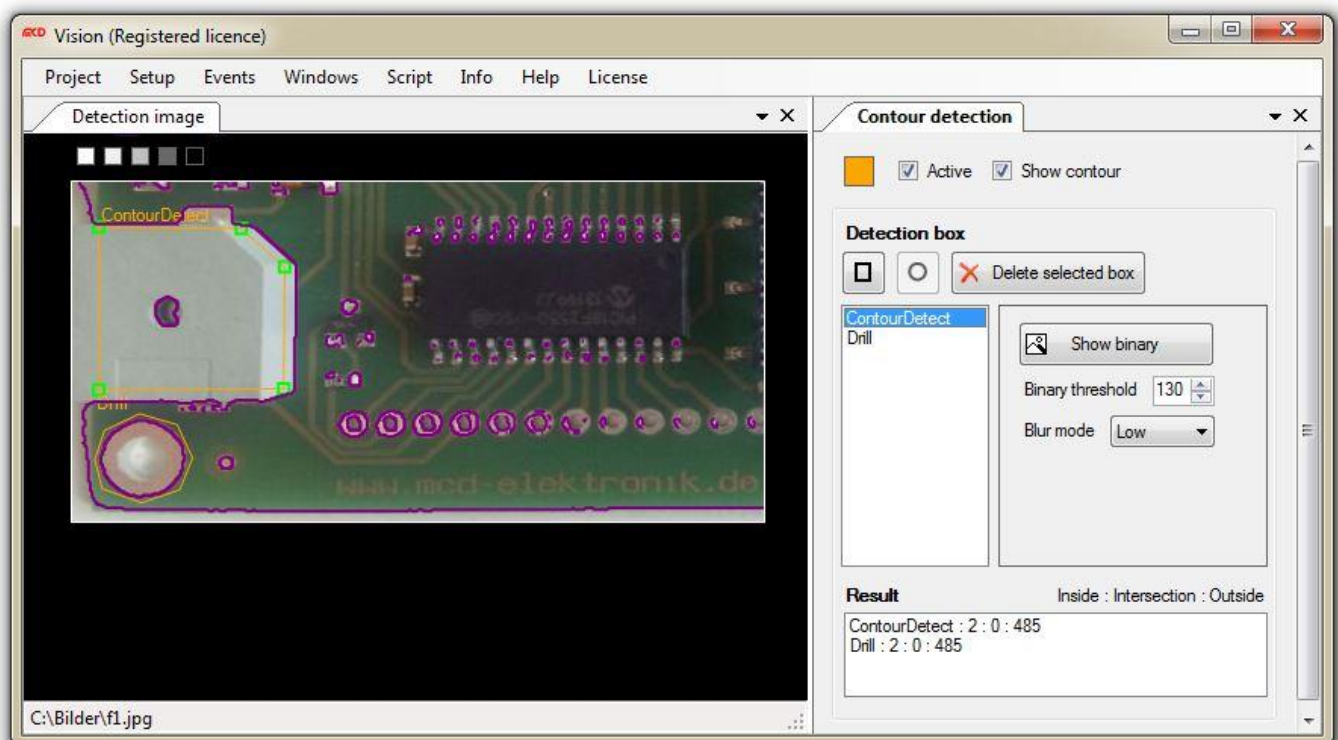 MCD Vision (Registered licence)
Project Setup Events Windows Script Info Help License
Detection image
Contour detection
Active Show contour
ContourDetect
Detection box
Delete selected box
ContourDetect
Drill
Show binary
Binary threshold 130
Blur mode Low
Drill
www.mcd-elektronik.de
Result Inside : Intersection : Outside
ContourDetect : 2 : 0 : 485
Drill : 2 : 0 : 485
C:\Bilder\f1.jpg